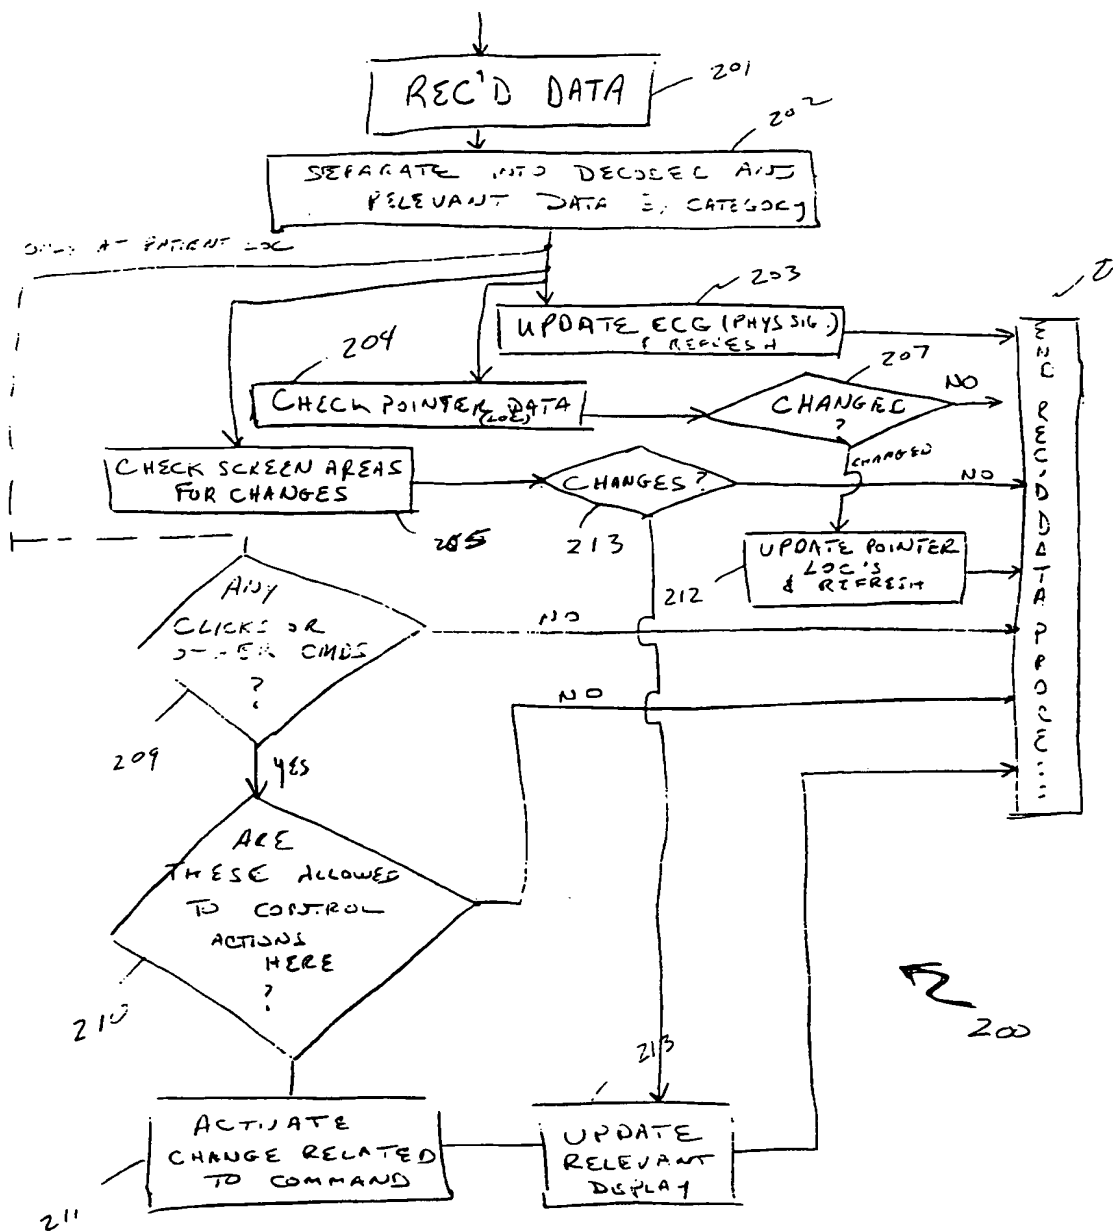 REC'D DATA
201
202
SEPARATE INTO DECODED AND
RELEVANT DATA BY CATEGORY
ONLY AT PATIENT LOC
203
UPDATE ECG (PHYS SIG.)
& REFRESH
204
CHECK POINTER DATA
(LOC)
207
CHANGED
?
NO
CHANGED
CHECK SCREEN AREAS
FOR CHANGES
205
CHANGES?
213
NO
UPDATE POINTER
LOC'S
& REFRESH
212
ANY
CLICKS OR
OTHER CMDS
?
NO
209
YES
NO
ARE
THESE ALLOWED
TO CONTROL
ACTIONS
HERE
?
210
END REC'D DATA
200
ACTIVATE
CHANGE RELATED
TO COMMAND
211
213
UPDATE
RELEVANT
DISPLAY